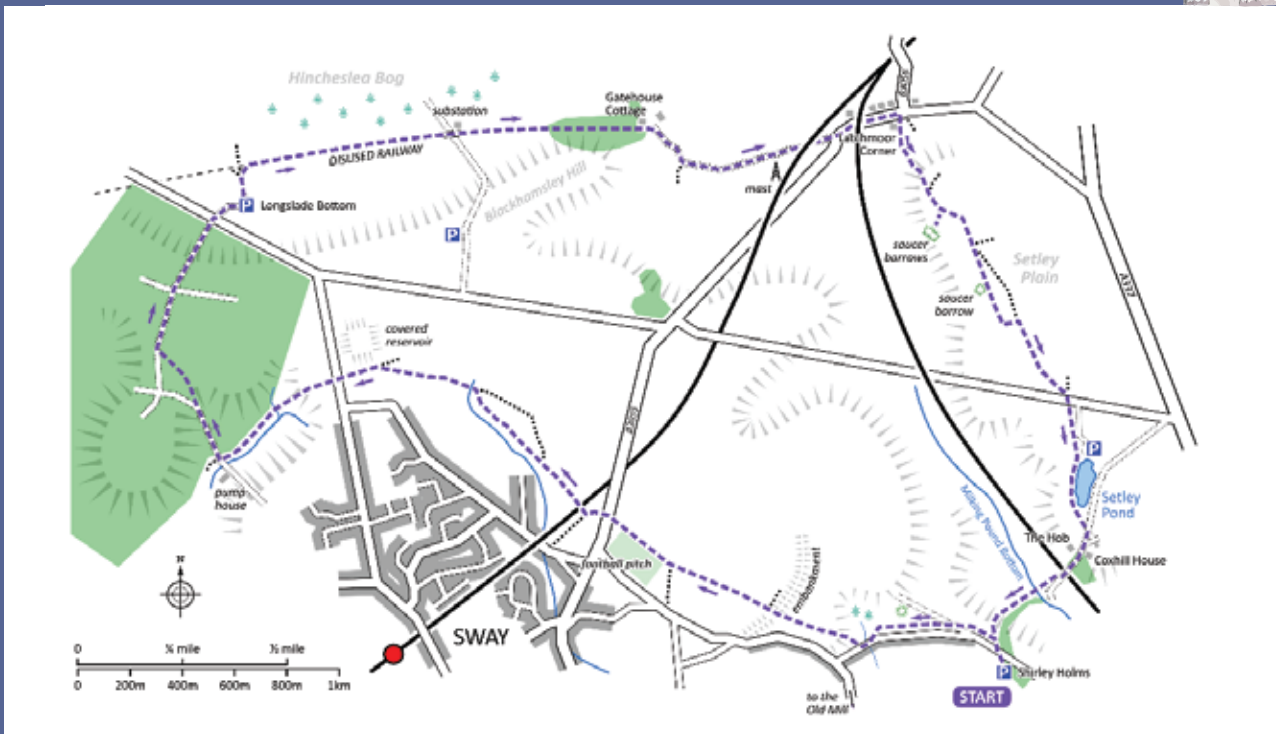 Hincheslea Bog
substation
Gatehouse
Cottage
B3055
DISUSED RAILWAY
Latchmoor
Corner
mast
Blackhamsley Hill
P
Longslade Bottom
P
saucer
barrows
Setley
Plain
saucer
barrow
A337
covered
reservoir
B3055
P
Setley
Pond
pump
house
Milking Pound Bottom
The Hob
Coxhill House
N
football pitch
embankment
SWAY
0
¼ mile
½ mile
0
200m
400m
600m
800m
1km
P
Shirley Holms
START
to the
Old Mill